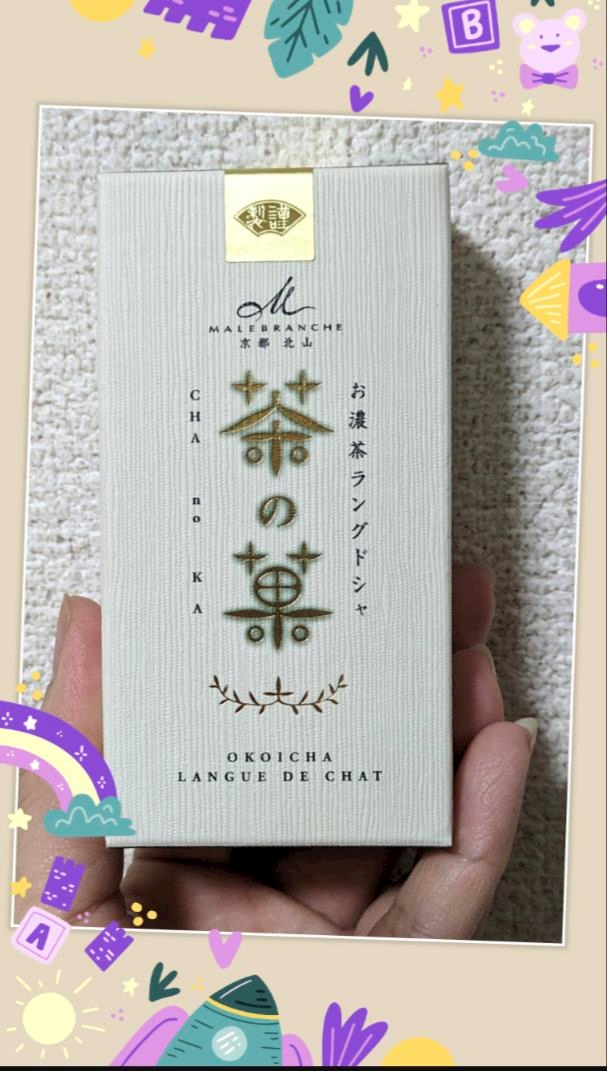 B
謹製
M
MALEBRANCHE
京都 北山
お濃茶ラングドシャ
茶の菓
CHA no KA
OKOICHA
LANGUE DE CHAT
A